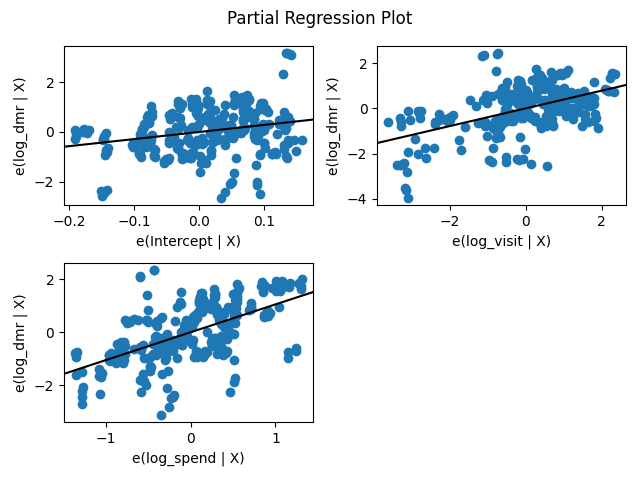 Partial Regression Plot
e(log_dmr | X)
2
0
−2
−0.2
−0.1
0.0
0.1
e(Intercept | X)
e(log_dmr | X)
2
0
−2
−4
−2
0
2
e(log_visit | X)
e(log_dmr | X)
2
0
−2
−1
0
1
e(log_spend | X)